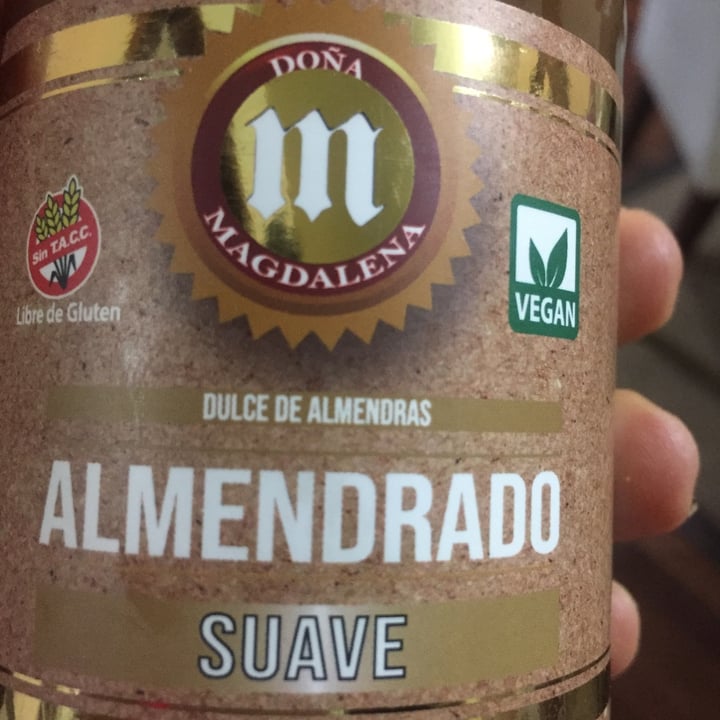 DOÑA
m
MAGDALENA
Sin T.A.C.C.
Libre de Gluten
VEGAN
DULCE DE ALMENDRAS
ALMENDRADO
SUAVE